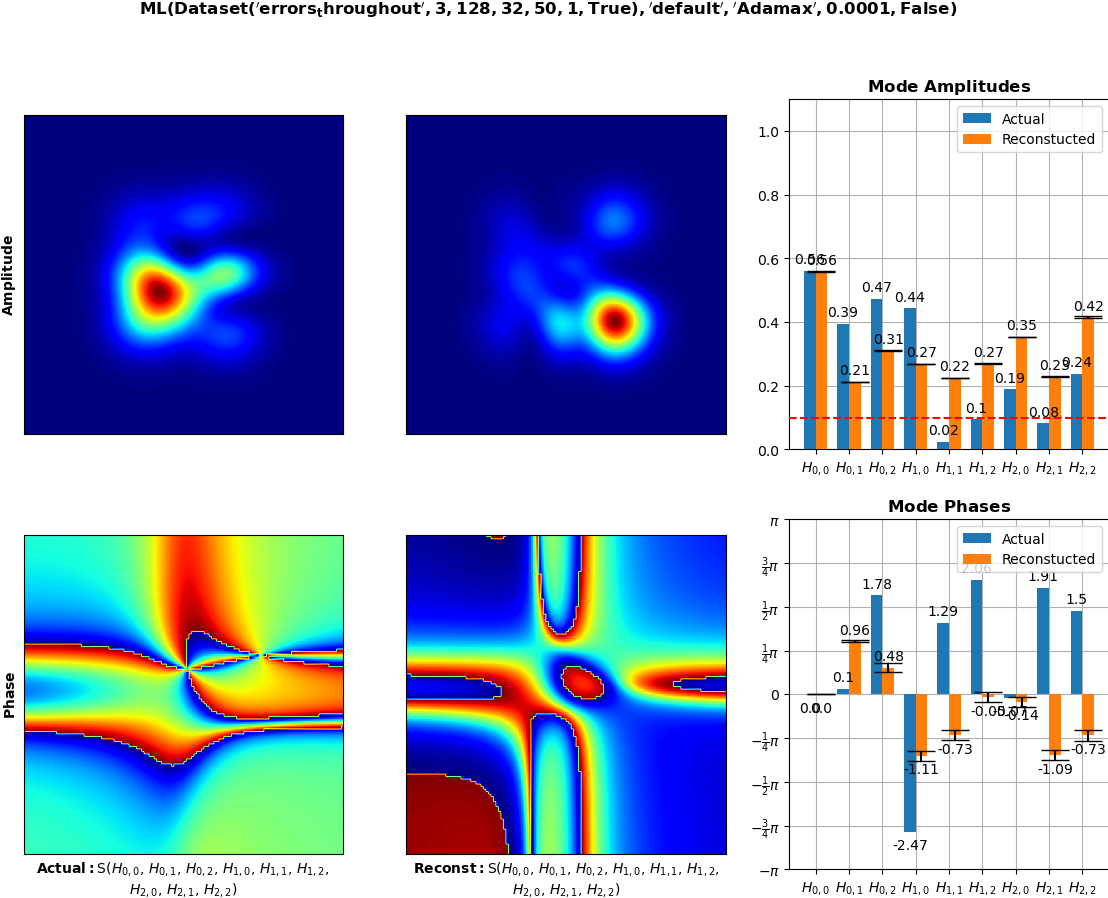 ML(Dataset('errors_throughout', 3, 128, 32, 50, 1, True), 'default', 'Adamax', 0.0001, False)
Amplitude
Mode Amplitudes
Actual
Reconstucted
1.0
0.8
0.6
0.4
0.2
0.0
0.56
0.56
0.39
0.21
0.47
0.31
0.44
0.27
0.02
0.22
0.1
0.27
0.19
0.35
0.08
0.23
0.24
0.42
H0,0 H0,1 H0,2 H1,0 H1,1 H1,2 H2,0 H2,1 H2,2
Phase
Mode Phases
Actual
Reconstucted
π
3/4π
1/2π
1/4π
0
−1/4π
−1/2π
−3/4π
−π
0.0
0.0
0.1
0.96
1.78
0.48
-2.47
-1.11
1.29
-0.73
2.06
-0.05
-0.07
-0.14
1.91
-1.09
1.5
-0.73
H0,0 H0,1 H0,2 H1,0 H1,1 H1,2 H2,0 H2,1 H2,2
Actual: S(H0,0, H0,1, H0,2, H1,0, H1,1, H1,2,
H2,0, H2,1, H2,2)
Reconst: S(H0,0, H0,1, H0,2, H1,0, H1,1, H1,2,
H2,0, H2,1, H2,2)